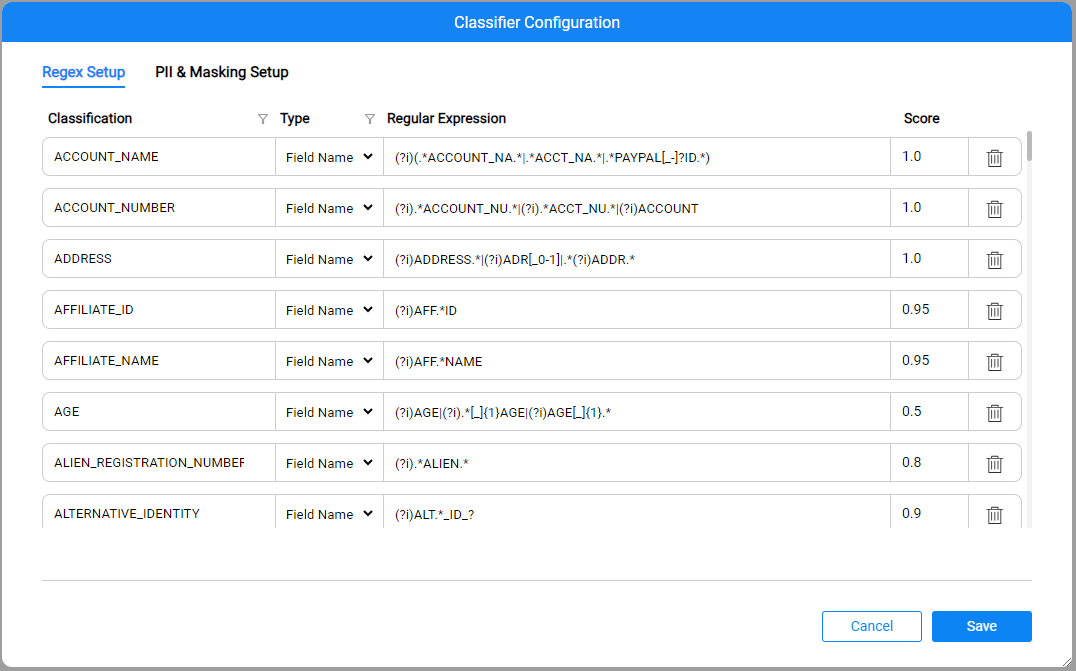 Classifier Configuration
Regex Setup PII & Masking Setup
Classification Type Regular Expression Score
ACCOUNT_NAME Field Name (?i)(.*ACCOUNT_NA.*|.*ACCT_NA.*|.*PAYPAL[_-]?ID.*) 1.0
ACCOUNT_NUMBER Field Name (?i).*ACCOUNT_NU.*|(?i).*ACCT_NU.*|(?i)ACCOUNT 1.0
ADDRESS Field Name (?i)ADDRESS.*|(?i)ADR[_0-1]|.*(?i)ADDR.* 1.0
AFFILIATE_ID Field Name (?i)AFF.*ID 0.95
AFFILIATE_NAME Field Name (?i)AFF.*NAME 0.95
AGE Field Name (?i)AGE|(?i).*[_]{1}AGE|(?i)AGE[_]{1}.* 0.5
ALIEN_REGISTRATION_NUMBER Field Name (?i).*ALIEN.* 0.8
ALTERNATIVE_IDENTITY Field Name (?i)ALT.*_ID_? 0.9
Cancel Save